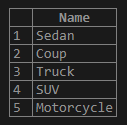 Name
1 Sedan
2 Coup
3 Truck
4 SUV
5 Motorcycle